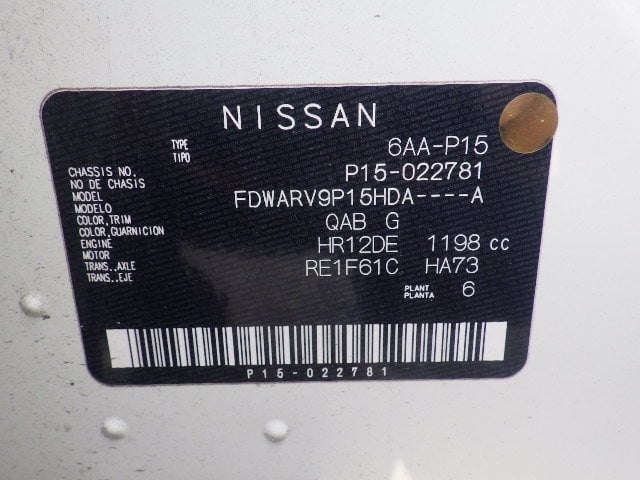 NISSAN
TYPE 6AA-P15
TIPO
CHASSIS NO. P15-022781
NO DE CHASSIS
MODEL FDWARV9P15HDA----A
MODELO
COLOR,TRIM QAB G
COLOR,GUARNICION
ENGINE HR12DE 1198 cc
MOTOR
TRANS.,AXLE RE1F61C HA73
TRANS.,EJE
PLANT 6
PLANTA
P15-022781